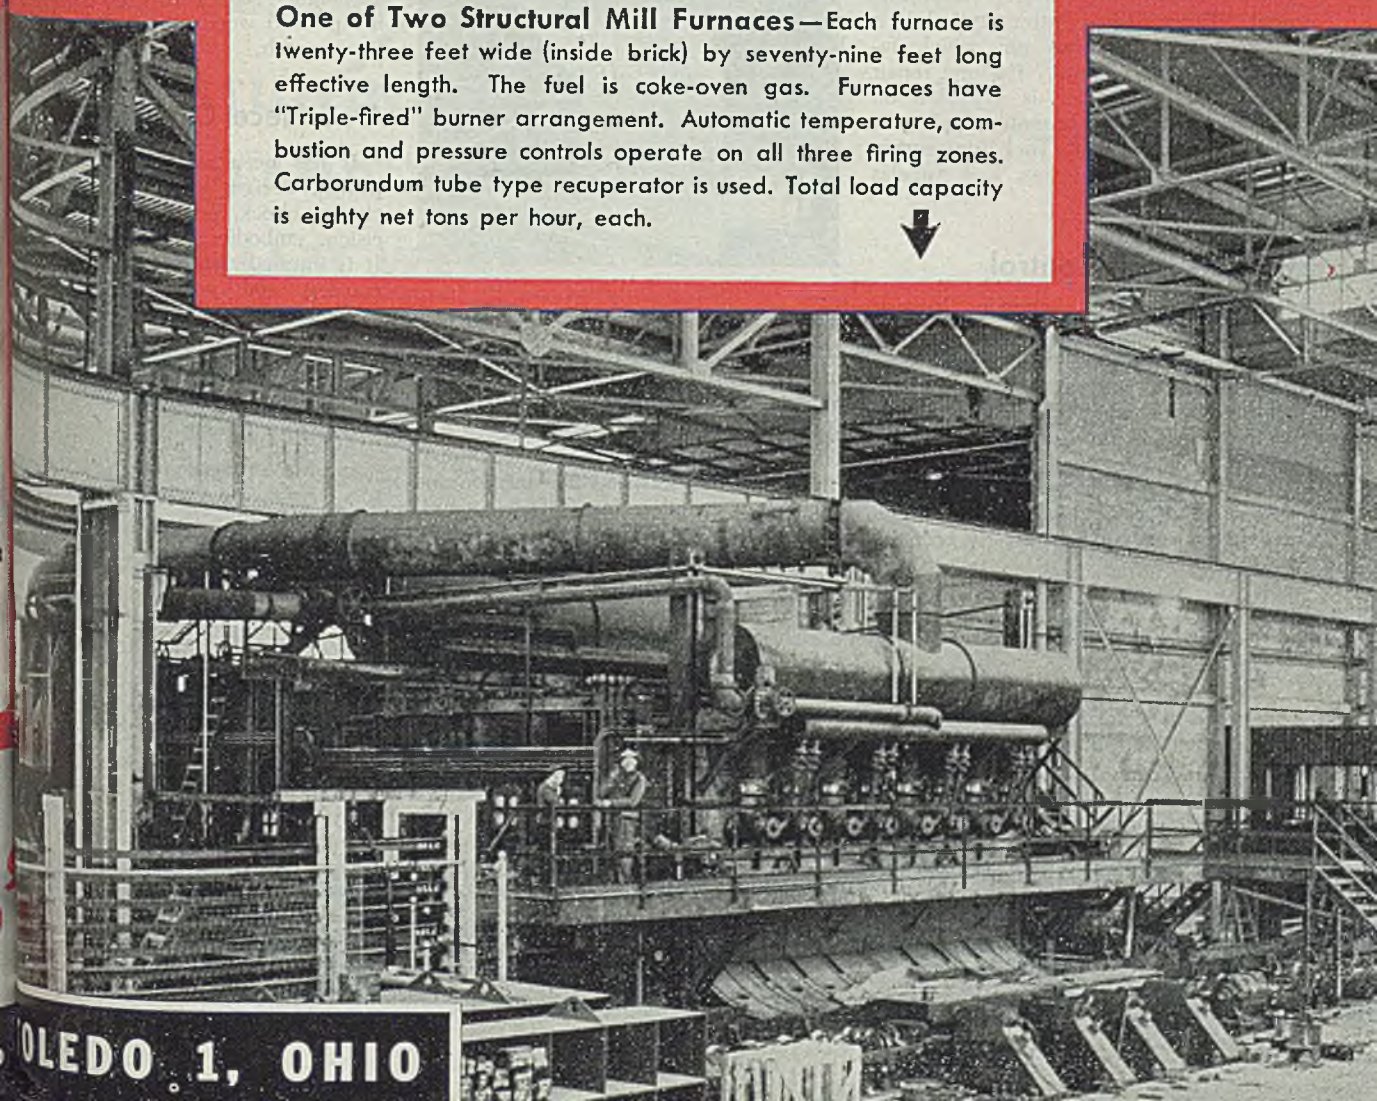 One of Two Structural Mill Furnaces—Each furnace is
twenty-three feet wide (inside brick) by seventy-nine feet long
effective length. The fuel is coke-oven gas. Furnaces have
"Triple-fired" burner arrangement. Automatic temperature, com-
bustion and pressure controls operate on all three firing zones.
Carborundum tube type recuperator is used. Total load capacity
is eighty net tons per hour, each.
TOLEDO 1, OHIO